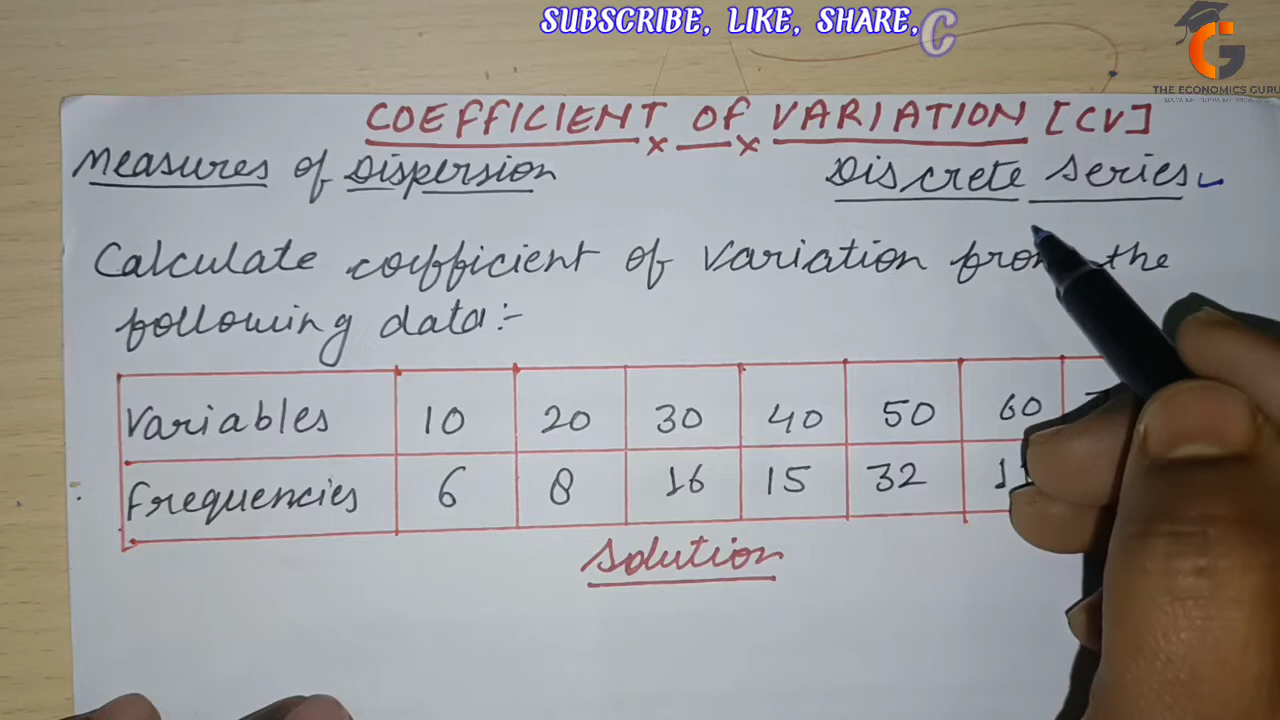 SUBSCRIBE, LIKE, SHARE, C
THE ECONOMICS GURU
COEFFICIENT OF VARIATION [CV]
Measures of Dispersion
Discrete Series
Calculate coefficient of variation from the
following data:-
Variables 10 20 30 40 50 60
Frequencies 6 8 16 15 32
Solution